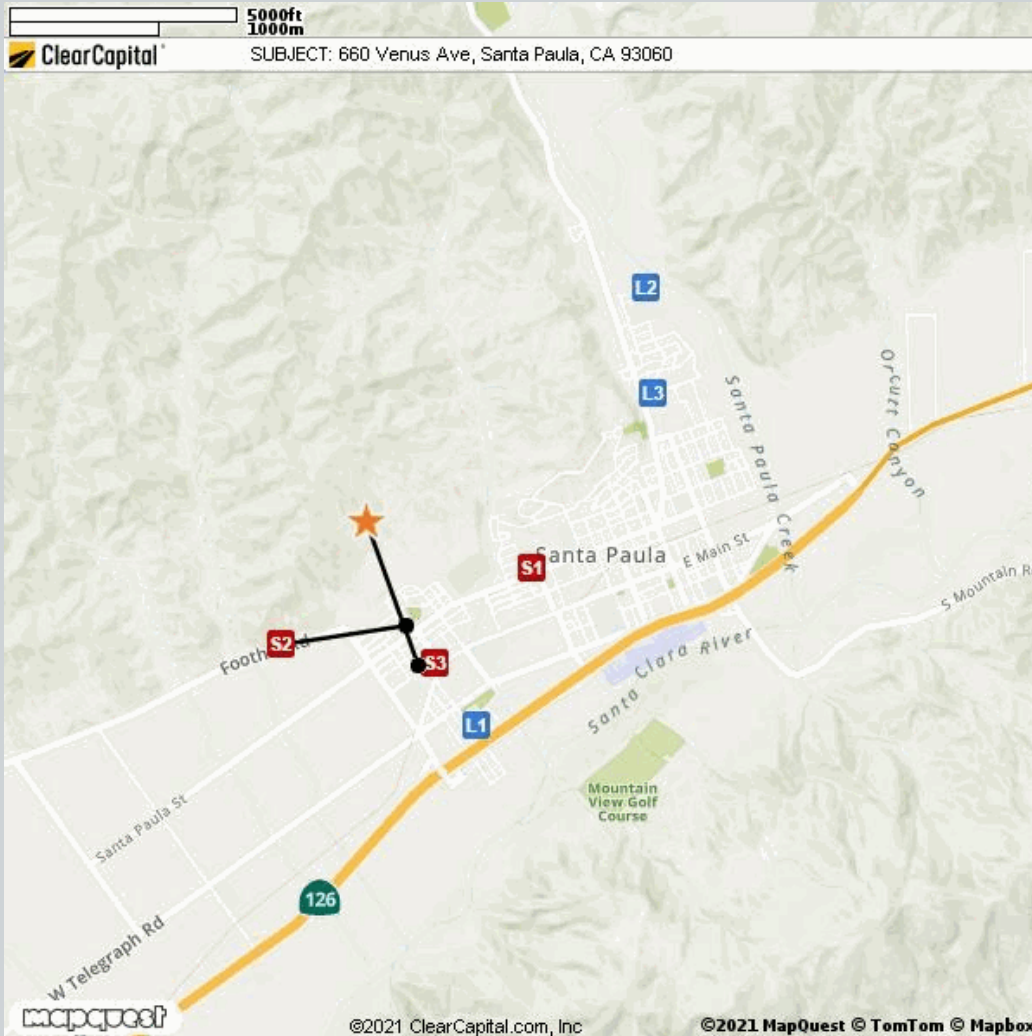 5000ft
1000m
ClearCapital
SUBJECT: 660 Venus Ave, Santa Paula, CA 93060
L2
Orcutt Canyon
L3
Santa Paula Creek
S1
Santa Paula
E Main St
S Mountain R
S2
S3
Santa Clara River
L1
Mountain
View Golf
Course
Santa Paula St
126
W Telegraph Rd
mapquest
©2021 ClearCapital.com, Inc
©2021 MapQuest © TomTom © Mapbox